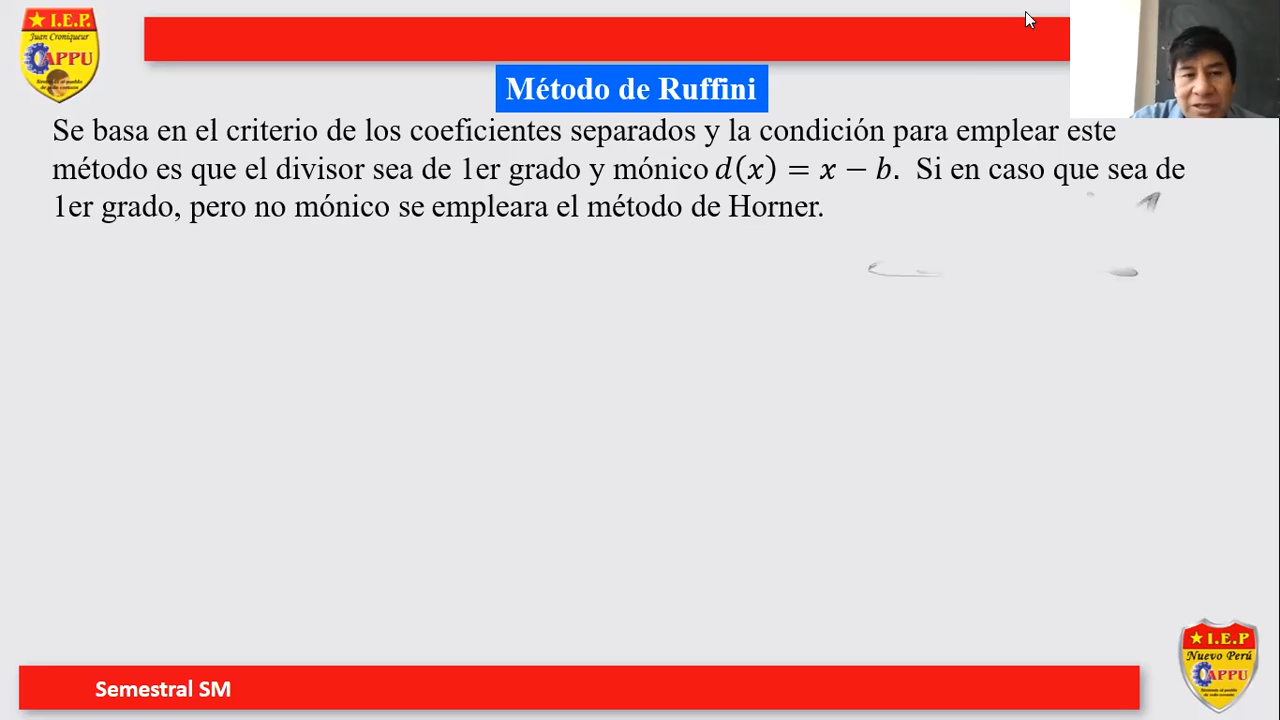 ★ I.E.P.
Juan Croniqueur
APPU
Método de Ruffini
Se basa en el criterio de los coeficientes separados y la condición para emplear este
método es que el divisor sea de 1er grado y mónico d(x) = x − b. Si en caso que sea de
1er grado, pero no mónico se empleara el método de Horner.
★ I.E.P
Nuevo Perú
APPU
Semestral SM